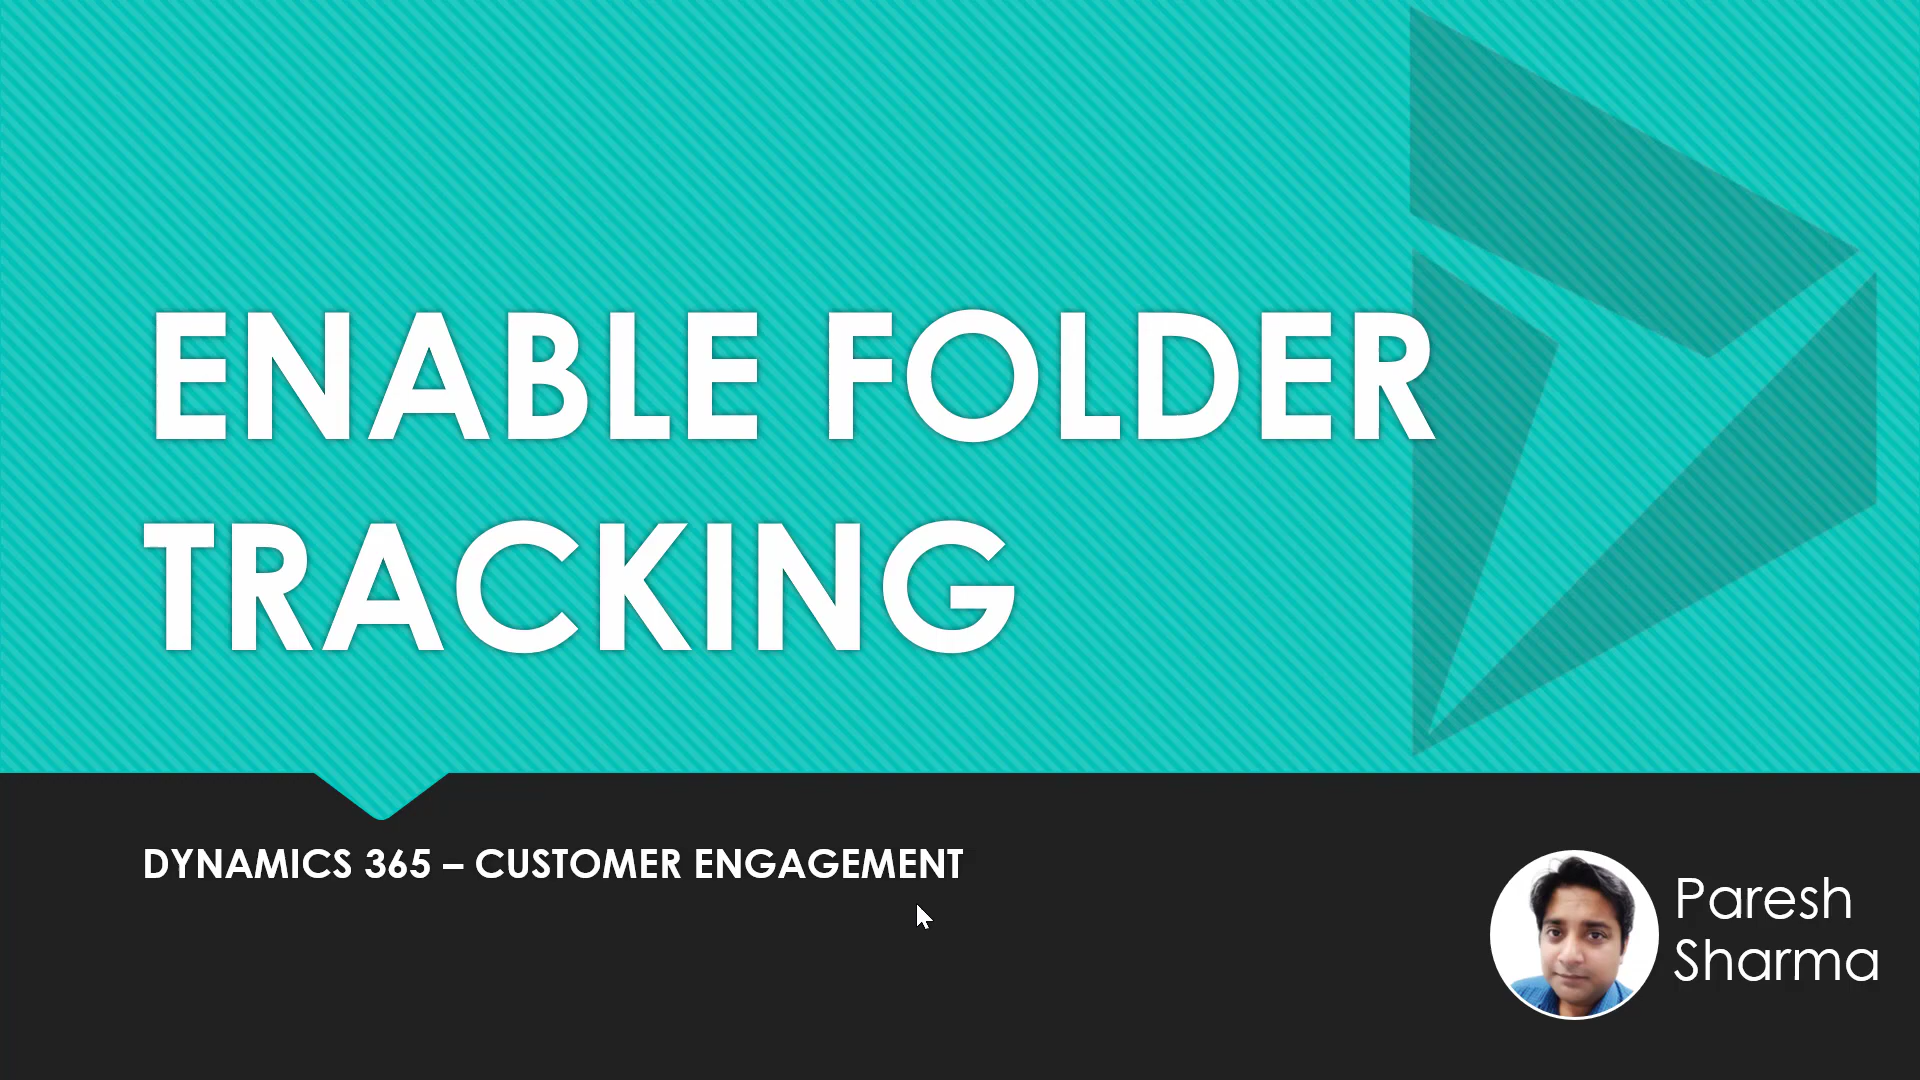 ENABLE FOLDER
TRACKING
DYNAMICS 365 – CUSTOMER ENGAGEMENT
Paresh
Sharma